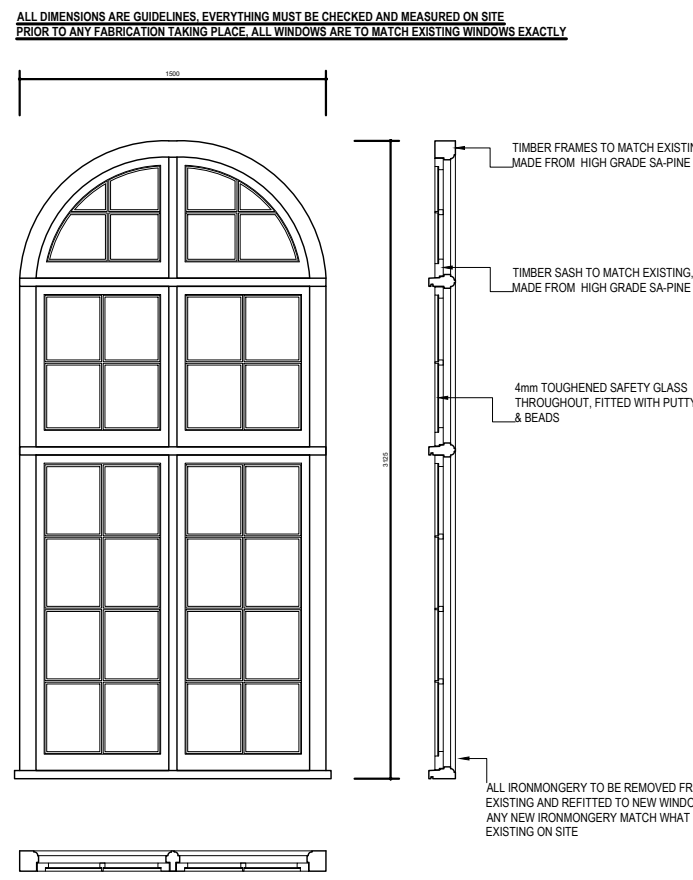 ALL DIMENSIONS ARE GUIDELINES, EVERYTHING MUST BE CHECKED AND MEASURED ON SITE
PRIOR TO ANY FABRICATION TAKING PLACE, ALL WINDOWS ARE TO MATCH EXISTING WINDOWS EXACTLY
1500
TIMBER FRAMES TO MATCH EXISTIN
MADE FROM HIGH GRADE SA-PINE
TIMBER SASH TO MATCH EXISTING,
MADE FROM HIGH GRADE SA-PINE
4mm TOUGHENED SAFETY GLASS
THROUGHOUT, FITTED WITH PUTTY
& BEADS
3125
ALL IRONMONGERY TO BE REMOVED FR
EXISTING AND REFITTED TO NEW WINDO
ANY NEW IRONMONGERY MATCH WHAT
EXISTING ON SITE